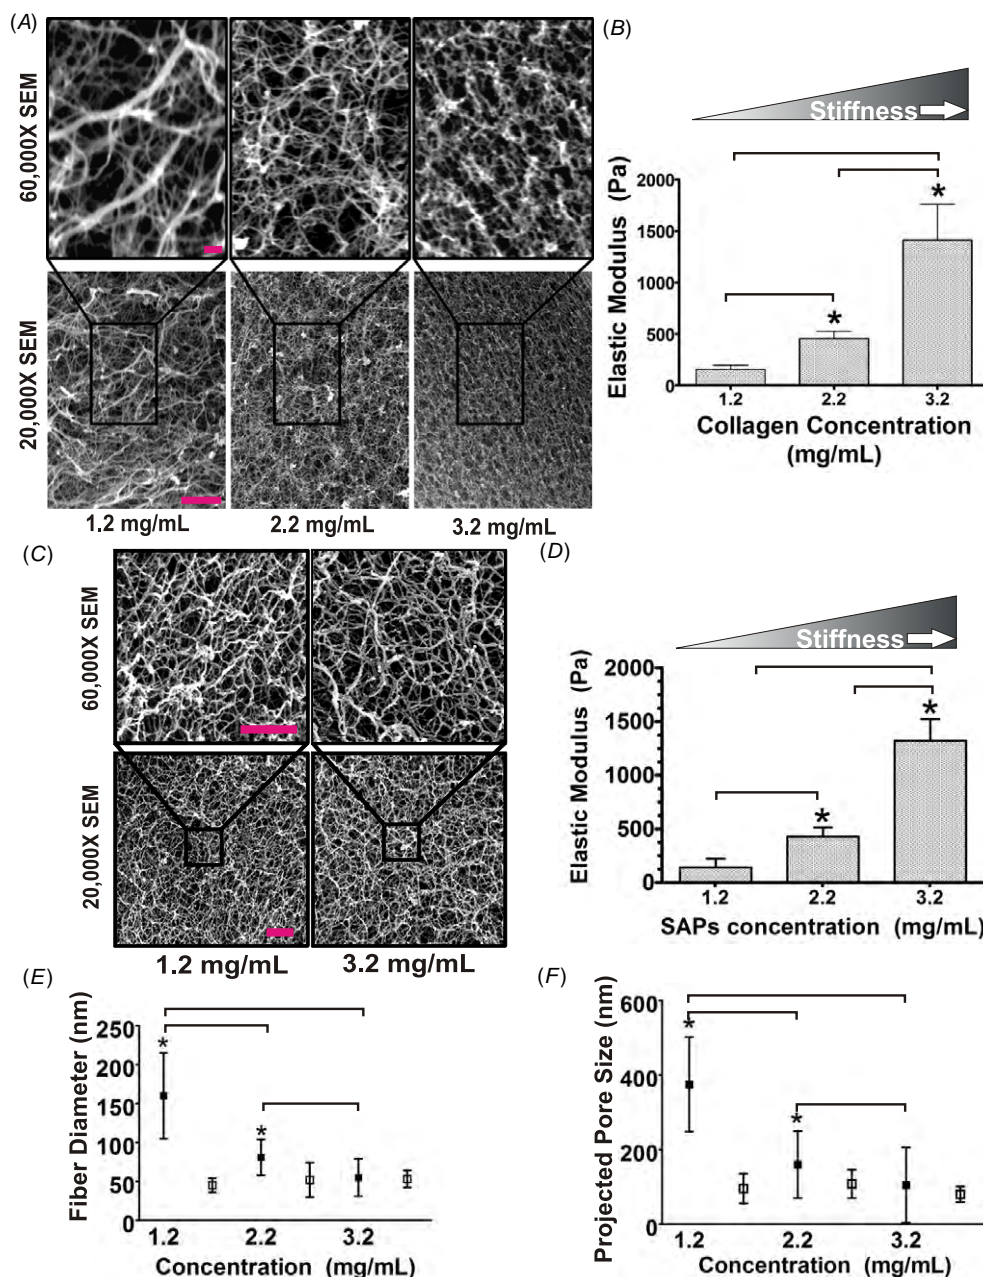 (A)
60,000X SEM
20,000X SEM
1.2 mg/mL
2.2 mg/mL
3.2 mg/mL
(B)
Stiffness
Elastic Modulus (Pa)
2000
1500
1000
500
0
*
*
1.2
2.2
3.2
Collagen Concentration
(mg/mL)
(C)
60,000X SEM
20,000X SEM
1.2 mg/mL
3.2 mg/mL
(D)
Stiffness
Elastic Modulus (Pa)
2000
1500
1000
500
0
*
*
1.2
2.2
3.2
SAPs concentration (mg/mL)
(E)
Fiber Diameter (nm)
250
200
150
100
50
0
*
*
1.2
2.2
3.2
Concentration (mg/mL)
(F)
Projected Pore Size (nm)
600
400
200
0
*
*
1.2
2.2
3.2
Concentration (mg/mL)